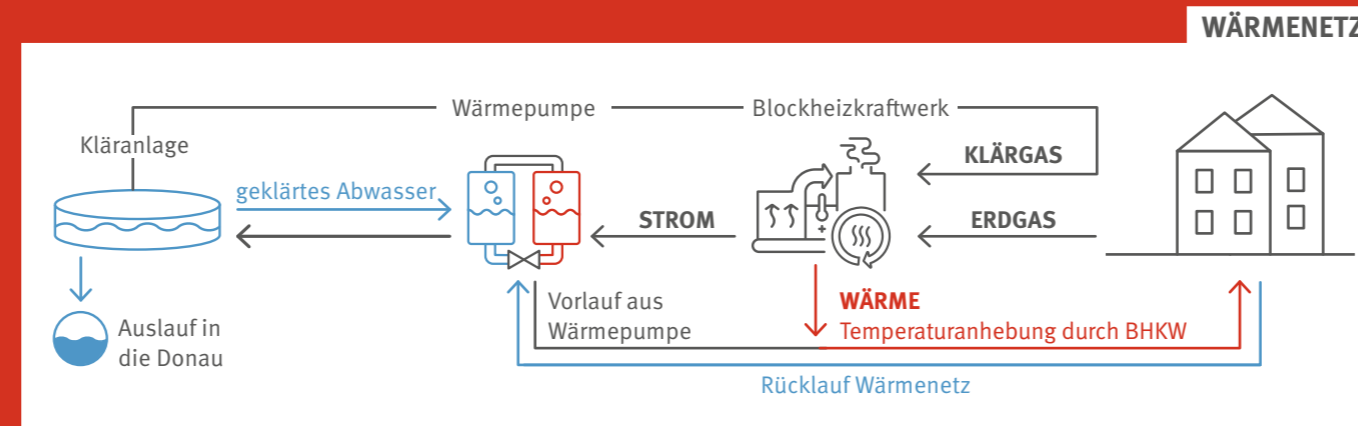 WÄRMENETZ
Wärmepumpe
Blockheizkraftwerk
Kläranlage
KLÄRGAS
geklärtes Abwasser
STROM
ERDGAS
Vorlauf aus
Wärmepumpe
WÄRME
Temperaturanhebung durch BHKW
Auslauf in
die Donau
Rücklauf Wärmenetz